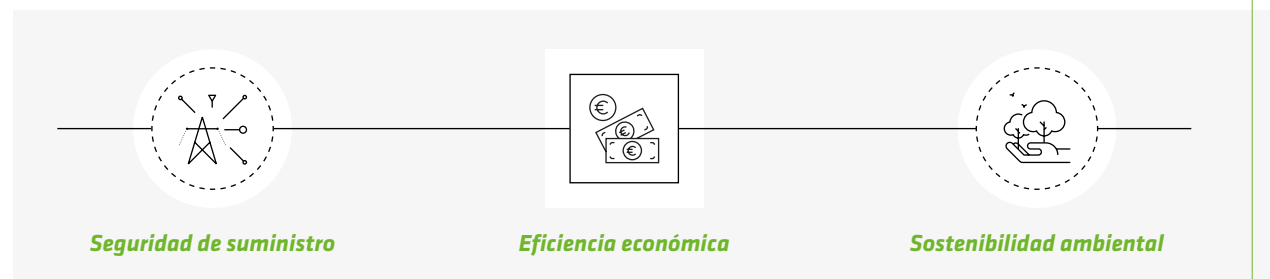 Seguridad de suministro
Eficiencia económica
Sostenibilidad ambiental